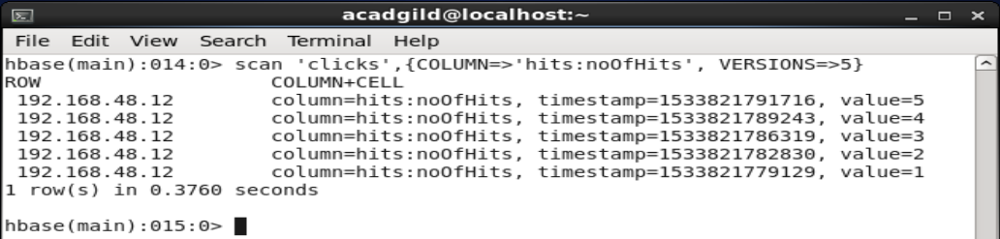 acadgild@localhost:~
File Edit View Search Terminal Help
hbase(main):014:0> scan 'clicks',{COLUMN=>'hits:noOfHits', VERSIONS=>5}
ROW COLUMN+CELL
192.168.48.12 column=hits:noOfHits, timestamp=1533821791716, value=5
192.168.48.12 column=hits:noOfHits, timestamp=1533821789243, value=4
192.168.48.12 column=hits:noOfHits, timestamp=1533821786319, value=3
192.168.48.12 column=hits:noOfHits, timestamp=1533821782830, value=2
192.168.48.12 column=hits:noOfHits, timestamp=1533821779129, value=1
1 row(s) in 0.3760 seconds
hbase(main):015:0>